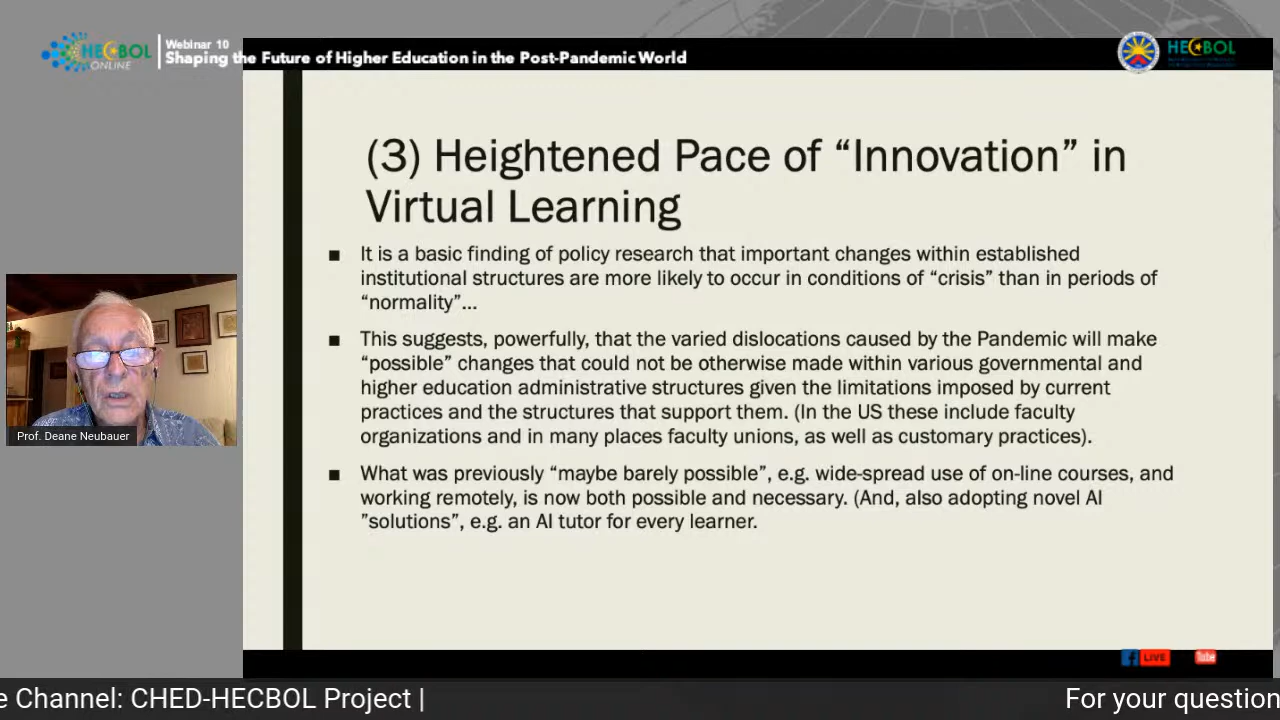 HECBOL
ONLINE
Webinar 10
Shaping the Future of Higher Education in the Post-Pandemic World
HECBOL
(3) Heightened Pace of “Innovation” in
Virtual Learning
■ It is a basic finding of policy research that important changes within established
institutional structures are more likely to occur in conditions of “crisis” than in periods of
“normality”...
■ This suggests, powerfully, that the varied dislocations caused by the Pandemic will make
“possible” changes that could not be otherwise made within various governmental and
higher education administrative structures given the limitations imposed by current
practices and the structures that support them. (In the US these include faculty
organizations and in many places faculty unions, as well as customary practices).
■ What was previously “maybe barely possible”, e.g. wide-spread use of on-line courses, and
working remotely, is now both possible and necessary. (And, also adopting novel AI
”solutions”, e.g. an AI tutor for every learner.
Prof. Deane Neubauer
LIVE
Tube
e Channel: CHED-HECBOL Project |
For your question